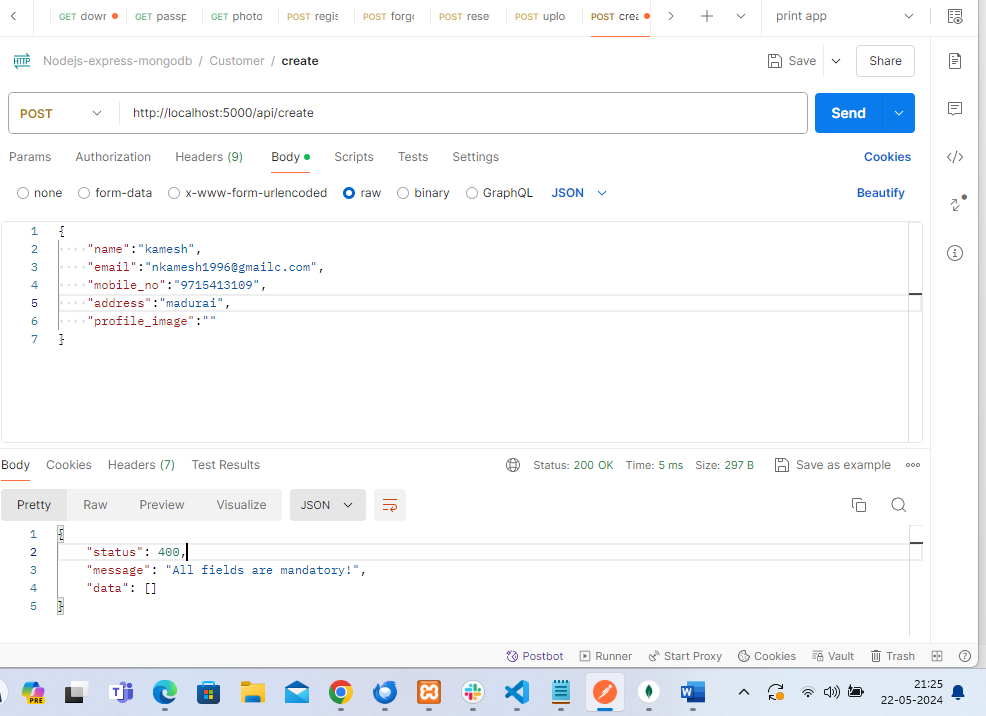 GET down GET passp GET photo POST regis POST forgo POST rese POST uplo POST crea print app
HTTP Nodejs-express-mongodb / Customer / create Save Share
POST http://localhost:5000/api/create Send
Params Authorization Headers (9) Body Scripts Tests Settings Cookies
none form-data x-www-form-urlencoded raw binary GraphQL JSON Beautify
1 {
2 "name":"kamesh",
3 "email":"nkamesh1996@gmailc.com",
4 "mobile_no":"9715413109",
5 "address":"madurai",
6 "profile_image":""
7 }
Body Cookies Headers (7) Test Results Status: 200 OK Time: 5 ms Size: 297 B Save as example
Pretty Raw Preview Visualize JSON
1 {
2 "status": 400,
3 "message": "All fields are mandatory!",
4 "data": []
5 }
Postbot Runner Start Proxy Cookies Vault Trash
PRE
21:25
22-05-2024